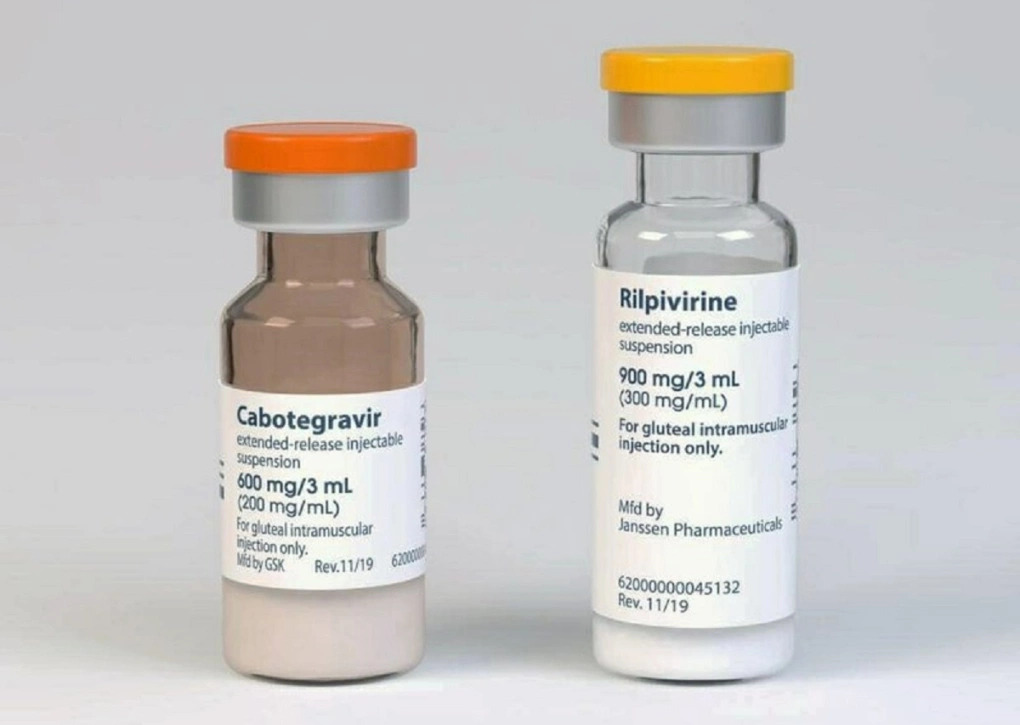 Cabotegravir
extended-release injectable
suspension
600 mg/3 mL
(200 mg/mL)
For gluteal intramuscular
injection only.
Mfd by GSK Rev.11/19
Rilpivirine
extended-release injectable
suspension
900 mg/3 mL
(300 mg/mL)
For gluteal intramuscular
injection only.
Mfd by
Janssen Pharmaceuticals
62000000045132
Rev. 11/19